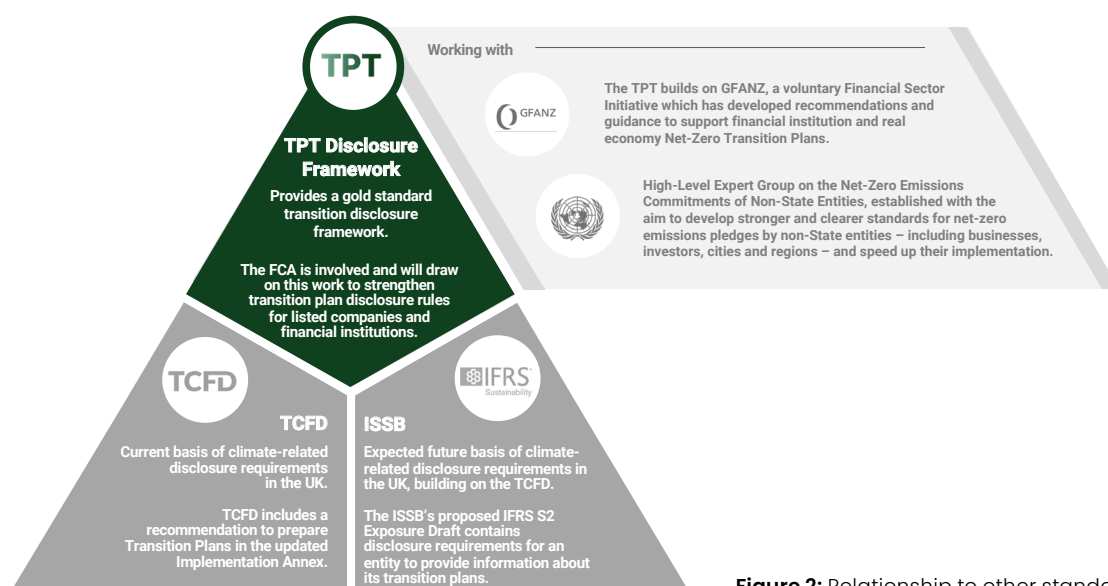 TPT
TPT Disclosure
Framework
Provides a gold standard
transition disclosure
framework.
The FCA is involved and will draw
on this work to strengthen
transition plan disclosure rules
for listed companies and
financial institutions.
Working with
GFANZ
The TPT builds on GFANZ, a voluntary Financial Sector
Initiative which has developed recommendations and
guidance to support financial institution and real
economy Net-Zero Transition Plans.
High-Level Expert Group on the Net-Zero Emissions
Commitments of Non-State Entities, established with the
aim to develop stronger and clearer standards for net-zero
emissions pledges by non-State entities – including businesses,
investors, cities and regions – and speed up their implementation.
TCFD
TCFD
Current basis of climate-related
disclosure requirements
in the UK.
TCFD includes a
recommendation to prepare
Transition Plans in the updated
Implementation Annex.
IFRS
Sustainability
ISSB
Expected future basis of climate-
related disclosure requirements in
the UK, building on the TCFD.
The ISSB's proposed IFRS S2
Exposure Draft contains
disclosure requirements for an
entity to provide information about
its transition plans.
Figure 2: Relationship to other